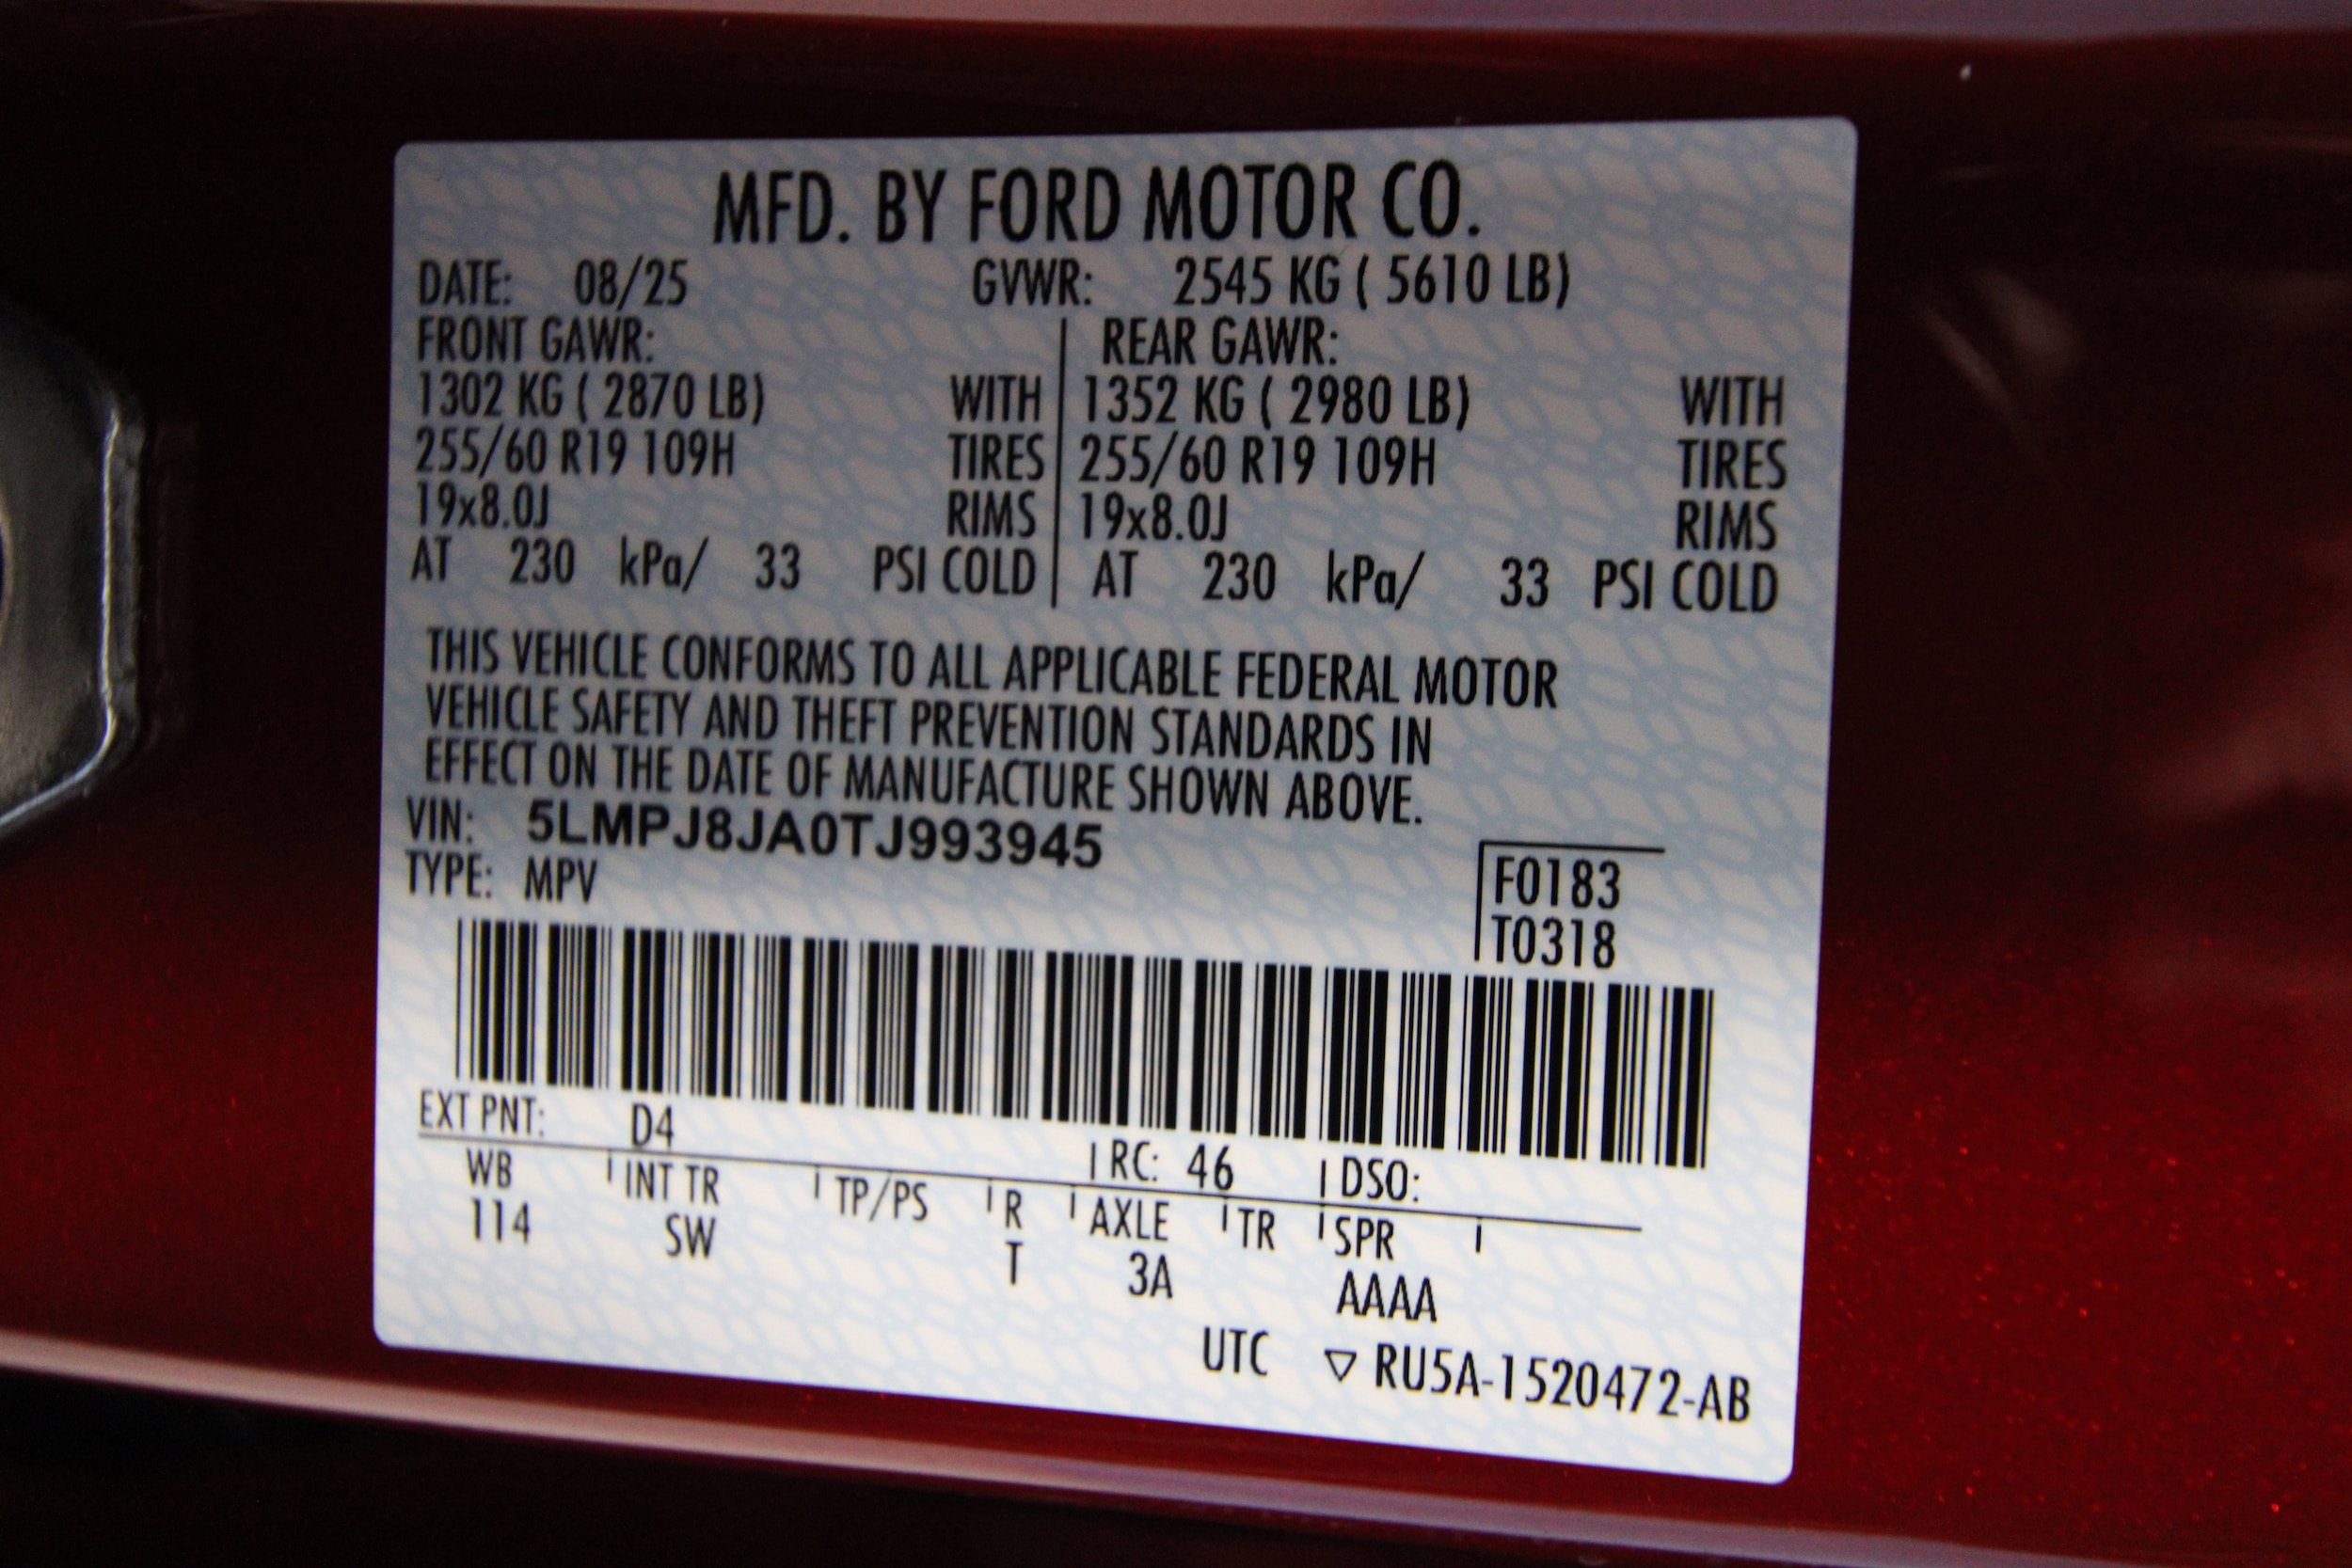 MFD. BY FORD MOTOR CO.
DATE: 08/25 GVWR: 2545 KG ( 5610 LB)
FRONT GAWR: REAR GAWR:
1302 KG ( 2870 LB) WITH 1352 KG ( 2980 LB) WITH
255/60 R19 109H TIRES 255/60 R19 109H TIRES
19x8.0J RIMS 19x8.0J RIMS
AT 230 kPa/ 33 PSI COLD AT 230 kPa/ 33 PSI COLD
THIS VEHICLE CONFORMS TO ALL APPLICABLE FEDERAL MOTOR
VEHICLE SAFETY AND THEFT PREVENTION STANDARDS IN
EFFECT ON THE DATE OF MANUFACTURE SHOWN ABOVE.
VIN: 5LMPJ8JA0TJ993945
TYPE: MPV
F0183
T0318
EXT PNT: D4 RC: 46 DSO:
WB INT TR TP/PS R AXLE TR SPR
114 SW T 3A AAAA
UTC ▽ RU5A-1520472-AB